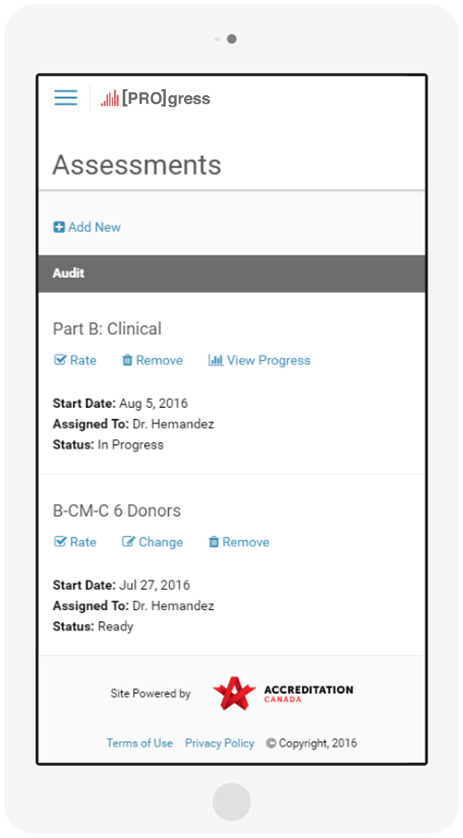 [PRO]gress
Assessments
Add New
Audit
Part B: Clinical
Rate Remove View Progress
Start Date: Aug 5, 2016
Assigned To: Dr. Hemandez
Status: In Progress
B-CM-C 6 Donors
Rate Change Remove
Start Date: Jul 27, 2016
Assigned To: Dr. Hemandez
Status: Ready
Site Powered by ACCREDITATION
CANADA
Terms of Use Privacy Policy © Copyright, 2016